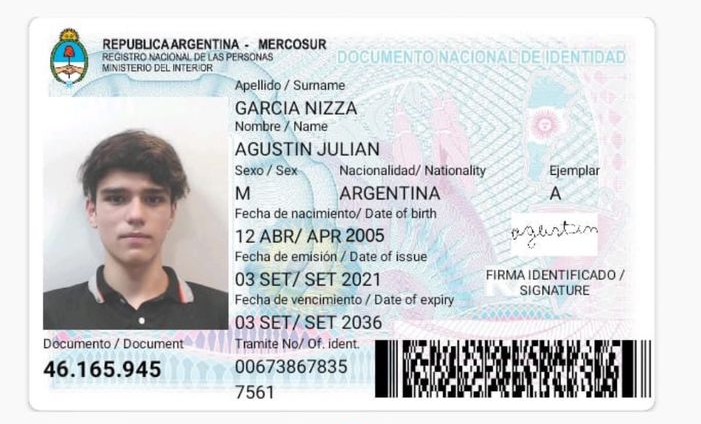 REPUBLICA ARGENTINA - MERCOSUR
REGISTRO NACIONAL DE LAS PERSONAS
MINISTERIO DEL INTERIOR
DOCUMENTO NACIONAL DE IDENTIDAD
Apellido / Surname
GARCIA NIZZA
Nombre / Name
AGUSTIN JULIAN
Sexo / Sex Nacionalidad/ Nationality Ejemplar
M ARGENTINA A
Fecha de nacimiento/ Date of birth
12 ABR/ APR 2005
agustin
Fecha de emisión / Date of issue
03 SET/ SET 2021
FIRMA IDENTIFICADO /
SIGNATURE
Fecha de vencimiento / Date of expiry
03 SET/ SET 2036
Documento / Document
46.165.945
Tramite No/ Of. ident.
00673867835
7561